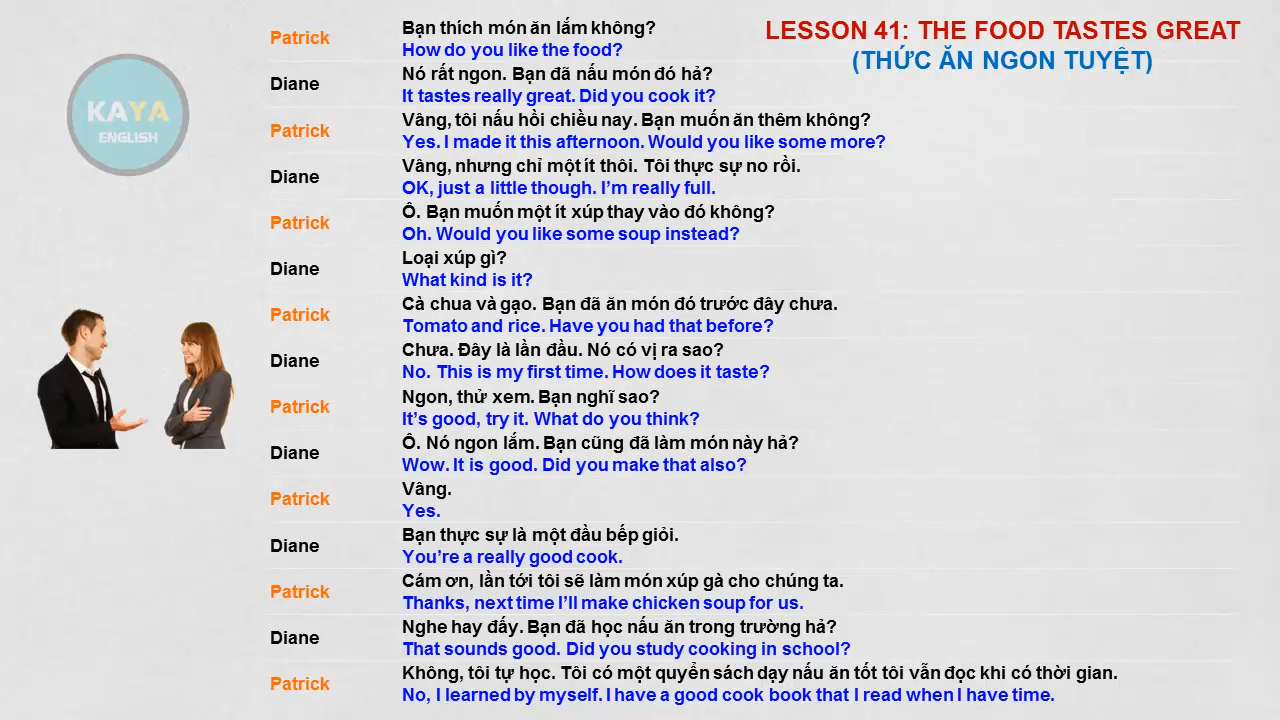 LESSON 41: THE FOOD TASTES GREAT
(THỨC ĂN NGON TUYỆT)
KAYA
ENGLISH
Patrick
Bạn thích món ăn lắm không?
How do you like the food?
Diane
Nó rất ngon. Bạn đã nấu món đó hả?
It tastes really great. Did you cook it?
Patrick
Vâng, tôi nấu hồi chiều nay. Bạn muốn ăn thêm không?
Yes. I made it this afternoon. Would you like some more?
Diane
Vâng, nhưng chỉ một ít thôi. Tôi thực sự no rồi.
OK, just a little though. I'm really full.
Patrick
Ô. Bạn muốn một ít xúp thay vào đó không?
Oh. Would you like some soup instead?
Diane
Loại xúp gì?
What kind is it?
Patrick
Cà chua và gạo. Bạn đã ăn món đó trước đây chưa.
Tomato and rice. Have you had that before?
Diane
Chưa. Đây là lần đầu. Nó có vị ra sao?
No. This is my first time. How does it taste?
Patrick
Ngon, thử xem. Bạn nghĩ sao?
It's good, try it. What do you think?
Diane
Ô. Nó ngon lắm. Bạn cũng đã làm món này hả?
Wow. It is good. Did you make that also?
Patrick
Vâng.
Yes.
Diane
Bạn thực sự là một đầu bếp giỏi.
You're a really good cook.
Patrick
Cám ơn, lần tới tôi sẽ làm món xúp gà cho chúng ta.
Thanks, next time I'll make chicken soup for us.
Diane
Nghe hay đấy. Bạn đã học nấu ăn trong trường hả?
That sounds good. Did you study cooking in school?
Patrick
Không, tôi tự học. Tôi có một quyển sách dạy nấu ăn tốt tôi vẫn đọc khi có thời gian.
No, I learned by myself. I have a good cook book that I read when I have time.